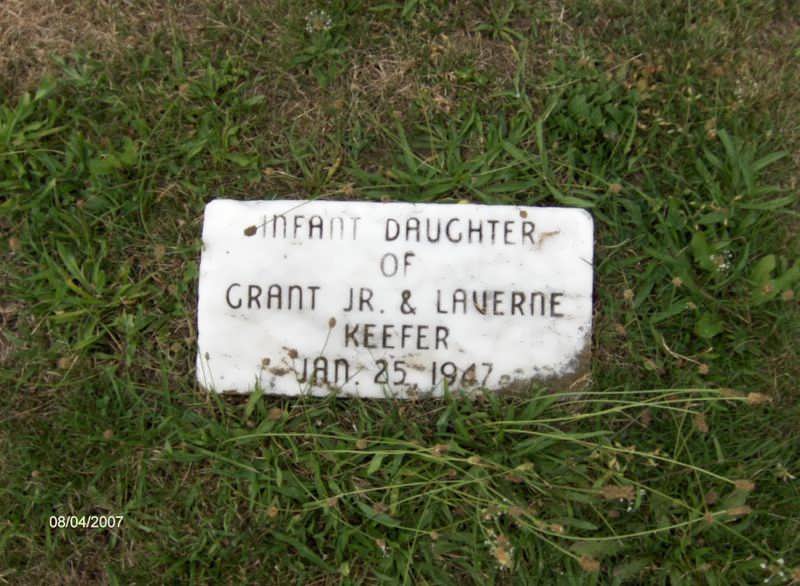 INFANT DAUGHTER
OF
GRANT JR. & LAVERNE
KEEFER
JAN. 25, 1947
08/04/2007